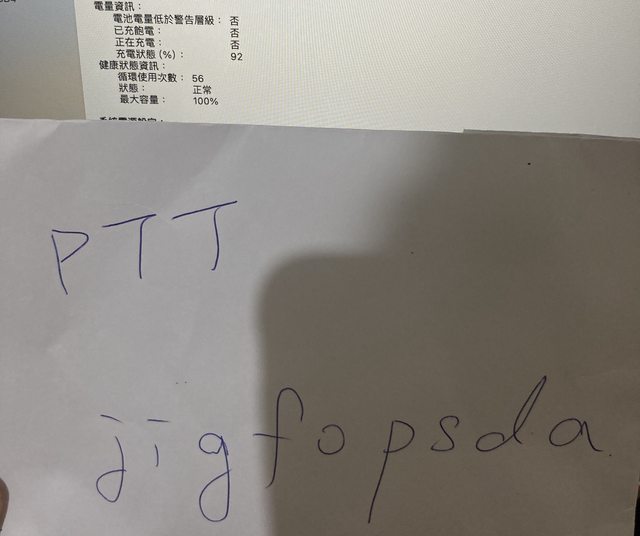 電量資訊：
電池電量低於警告層級： 否
已充飽電： 否
正在充電： 否
充電狀態 (%)： 92
健康狀態資訊：
循環使用次數： 56
狀態： 正常
最大容量： 100%
PTT
jigfopsda